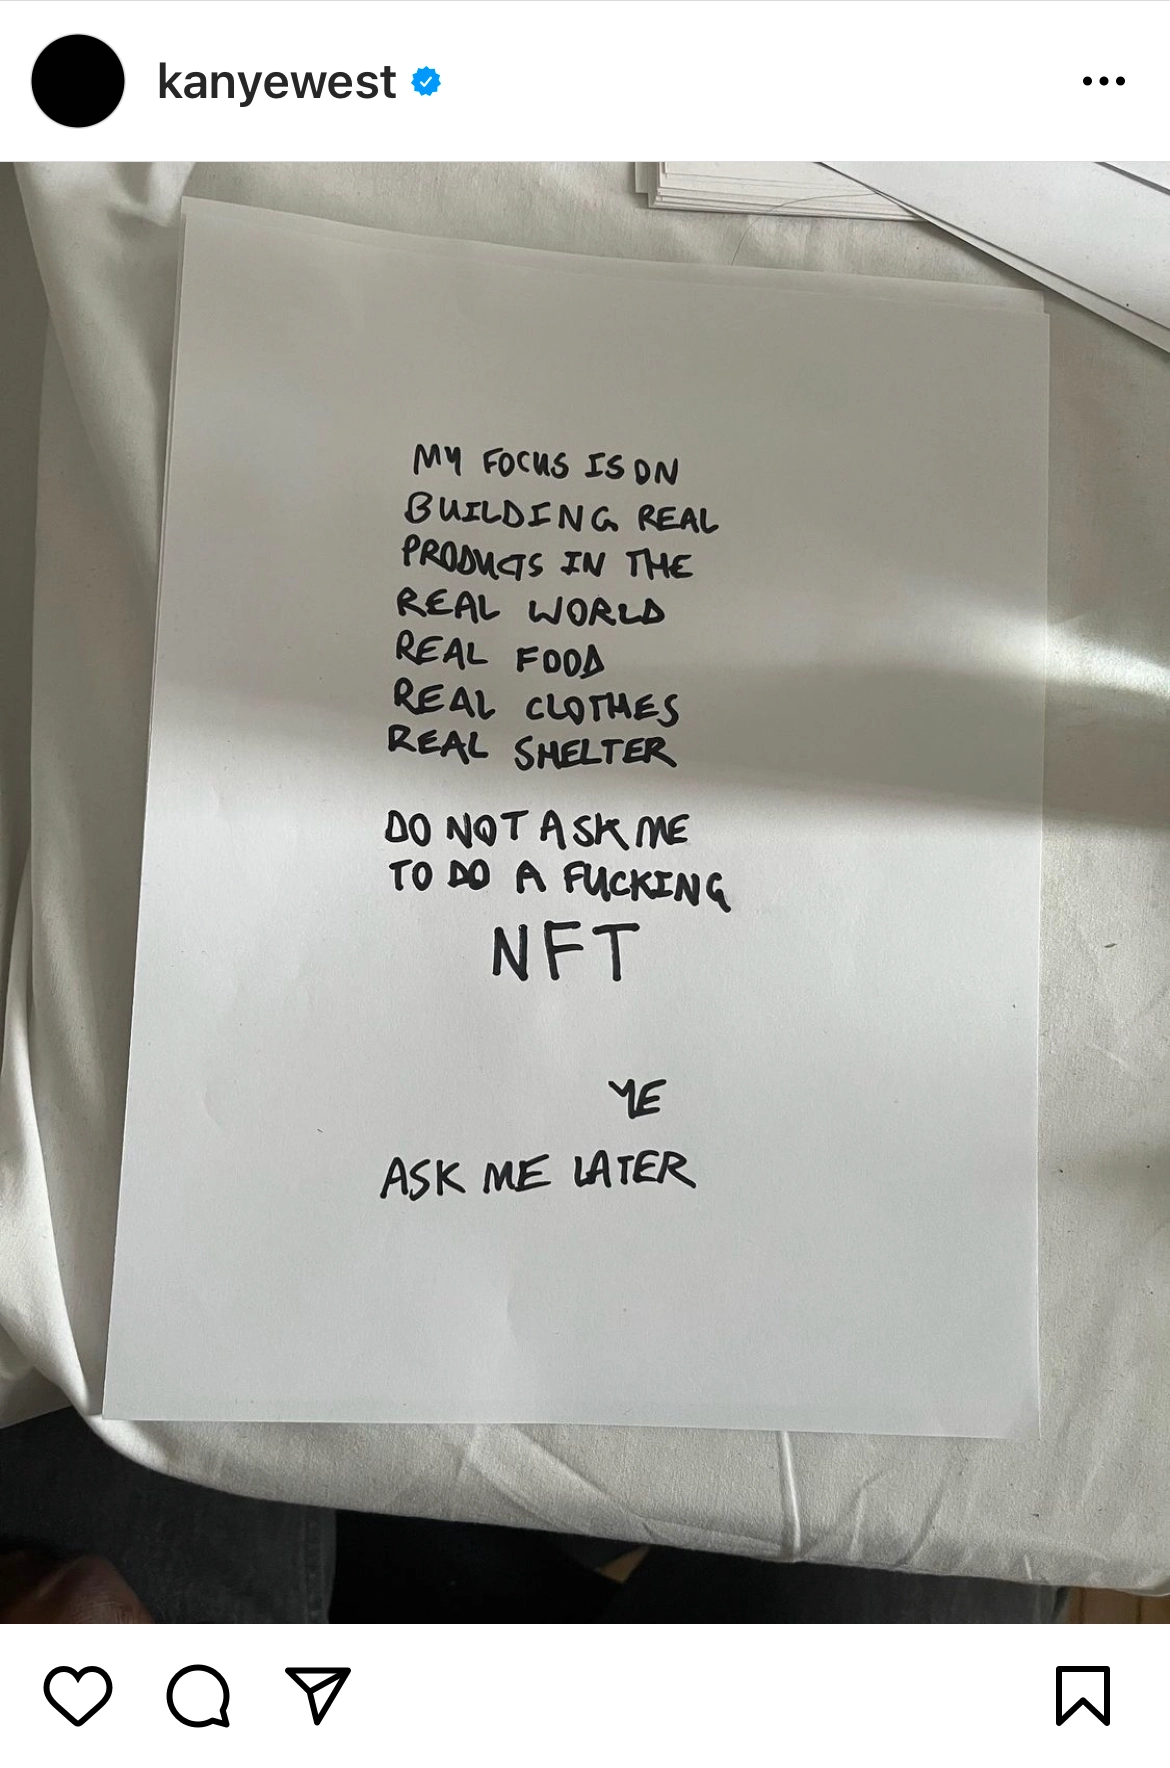 kanyewest
MY FOCUS IS ON
BUILDING REAL
PRODUCTS IN THE
REAL WORLD
REAL FOOD
REAL CLOTHES
REAL SHELTER
DO NOT ASK ME
TO DO A FUCKING
NFT
YE
ASK ME LATER